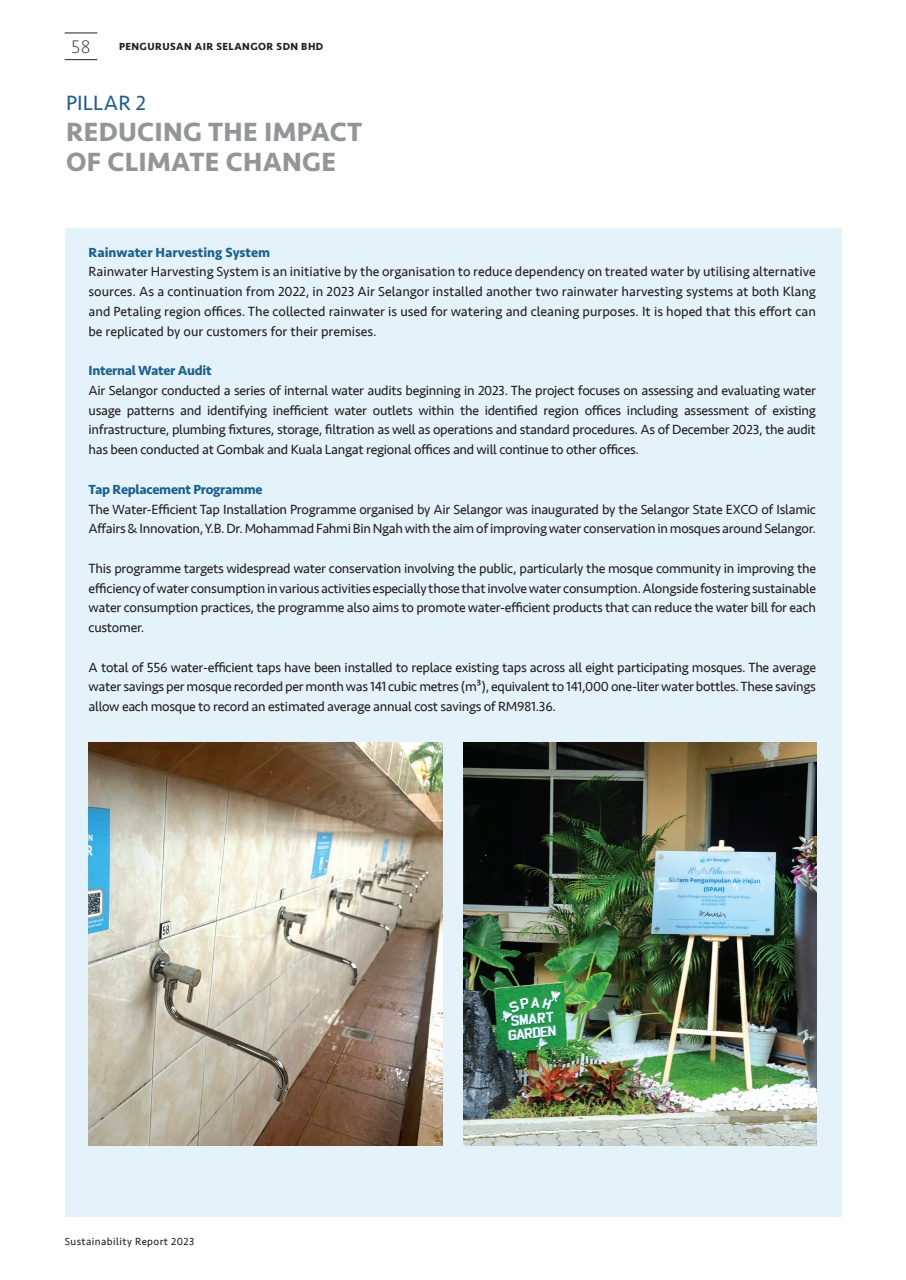 58
PENGURUSAN AIR SELANGOR SDN BHD
PILLAR 2
REDUCING THE IMPACT
OF CLIMATE CHANGE
Rainwater Harvesting System
Rainwater Harvesting System is an initiative by the organisation to reduce dependency on treated water by utilising alternative
sources. As a continuation from 2022, in 2023 Air Selangor installed another two rainwater harvesting systems at both Klang
and Petaling region offices. The collected rainwater is used for watering and cleaning purposes. It is hoped that this effort can
be replicated by our customers for their premises.
Internal Water Audit
Air Selangor conducted a series of internal water audits beginning in 2023. The project focuses on assessing and evaluating water
usage patterns and identifying inefficient water outlets within the identified region offices including assessment of existing
infrastructure, plumbing fixtures, storage, filtration as well as operations and standard procedures. As of December 2023, the audit
has been conducted at Gombak and Kuala Langat regional offices and will continue to other offices.
Tap Replacement Programme
The Water-Efficient Tap Installation Programme organised by Air Selangor was inaugurated by the Selangor State EXCO of Islamic
Affairs & Innovation, Y.B. Dr. Mohammad Fahmi Bin Ngah with the aim of improving water conservation in mosques around Selangor.
This programme targets widespread water conservation involving the public, particularly the mosque community in improving the
efficiency of water consumption in various activities especially those that involve water consumption. Alongside fostering sustainable
water consumption practices, the programme also aims to promote water-efficient products that can reduce the water bill for each
customer.
A total of 556 water-efficient taps have been installed to replace existing taps across all eight participating mosques. The average
water savings per mosque recorded per month was 141 cubic metres (m³), equivalent to 141,000 one-liter water bottles. These savings
allow each mosque to record an estimated average annual cost savings of RM981.36.
58
Air Selangor
Sistem Pengumpulan Air Hujan
(SPAH)
SPAH
SMART
GARDEN
Sustainability Report 2023